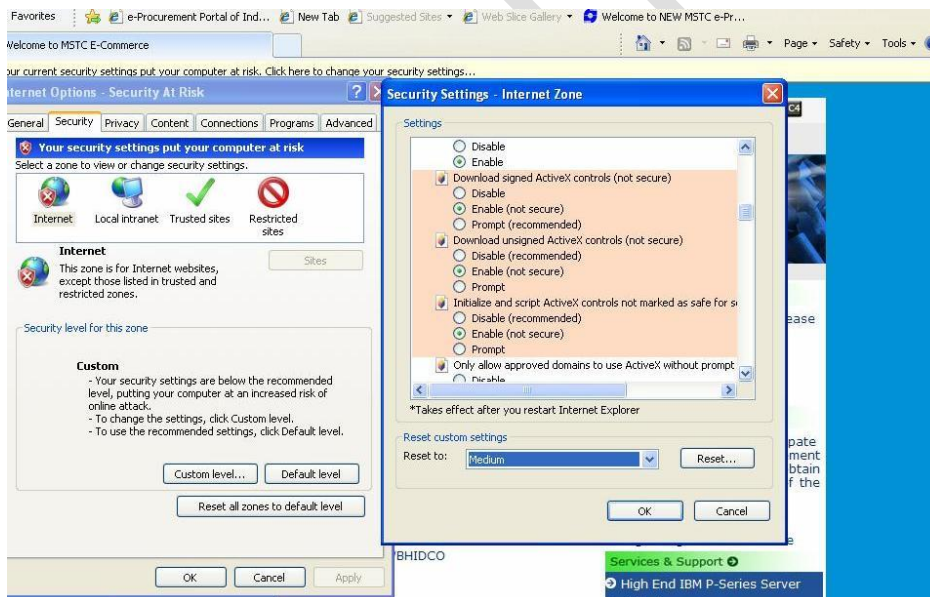 Favorites
e-Procurement Portal of Ind...
New Tab
Suggested Sites
Web Slice Gallery
Welcome to NEW MSTC e-Pr...
Welcome to MSTC E-Commerce
Page
Safety
Tools
our current security settings put your computer at risk. Click here to change your security settings...
nternet Options - Security At Risk
General
Security
Privacy
Content
Connections
Programs
Advanced
Your security settings put your computer at risk
Select a zone to view or change security settings.
Internet
Local intranet
Trusted sites
Restricted
sites
Internet
This zone is for Internet websites,
except those listed in trusted and
restricted zones.
Sites
Security level for this zone
Custom
- Your security settings are below the recommended
level, putting your computer at an increased risk of
online attack.
- To change the settings, click Custom level.
- To use the recommended settings, click Default level.
Custom level...
Default level
Reset all zones to default level
OK
Cancel
Apply
Security Settings - Internet Zone
Settings
Disable
Enable
Download signed ActiveX controls (not secure)
Disable
Enable (not secure)
Prompt (recommended)
Download unsigned ActiveX controls (not secure)
Disable (recommended)
Enable (not secure)
Prompt
Initialize and script ActiveX controls not marked as safe for s
Disable (recommended)
Enable (not secure)
Prompt
Only allow approved domains to use ActiveX without prompt
Disable
*Takes effect after you restart Internet Explorer
Reset custom settings
Reset to:
Medium
Reset...
OK
Cancel
C4
ease
pate
ment
btain
f the
e
BHIDCO
Services & Support
High End IBM P-Series Server